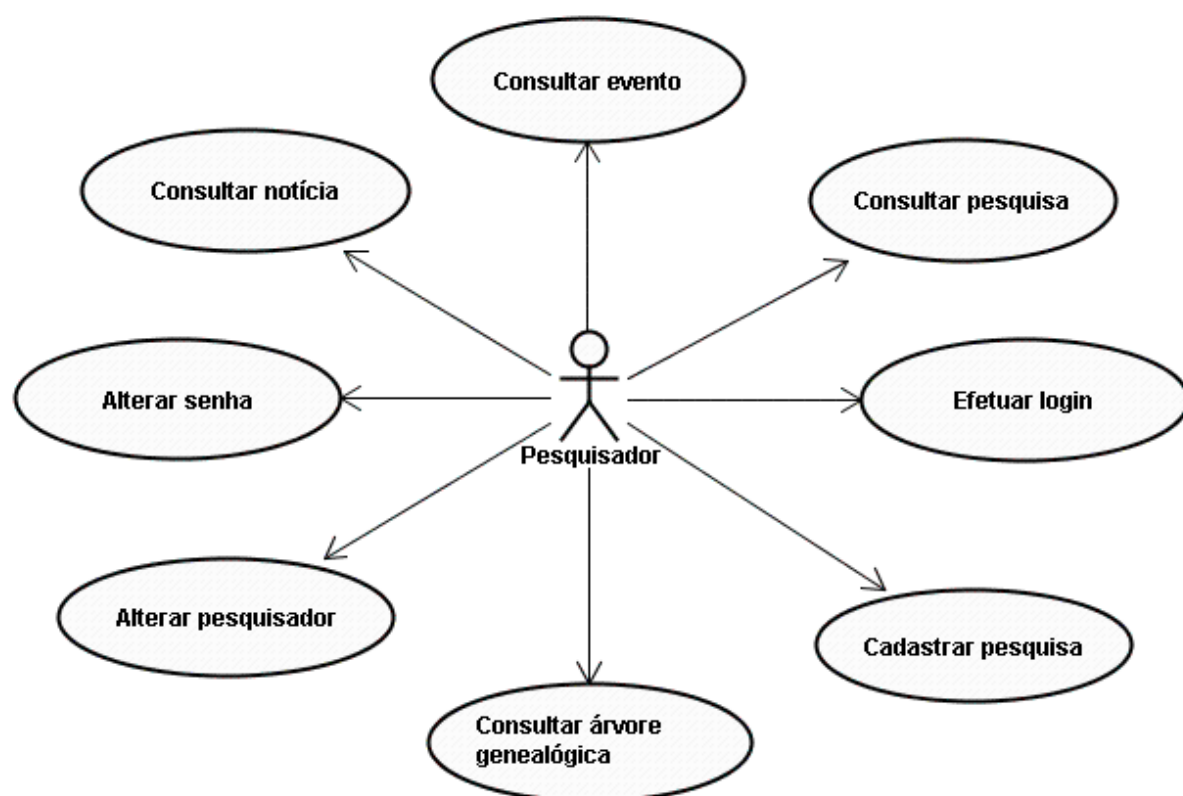 Consultar evento
Consultar notícia
Consultar pesquisa
Alterar senha
Efetuar login
Pesquisador
Alterar pesquisador
Cadastrar pesquisa
Consultar árvore
genealógica